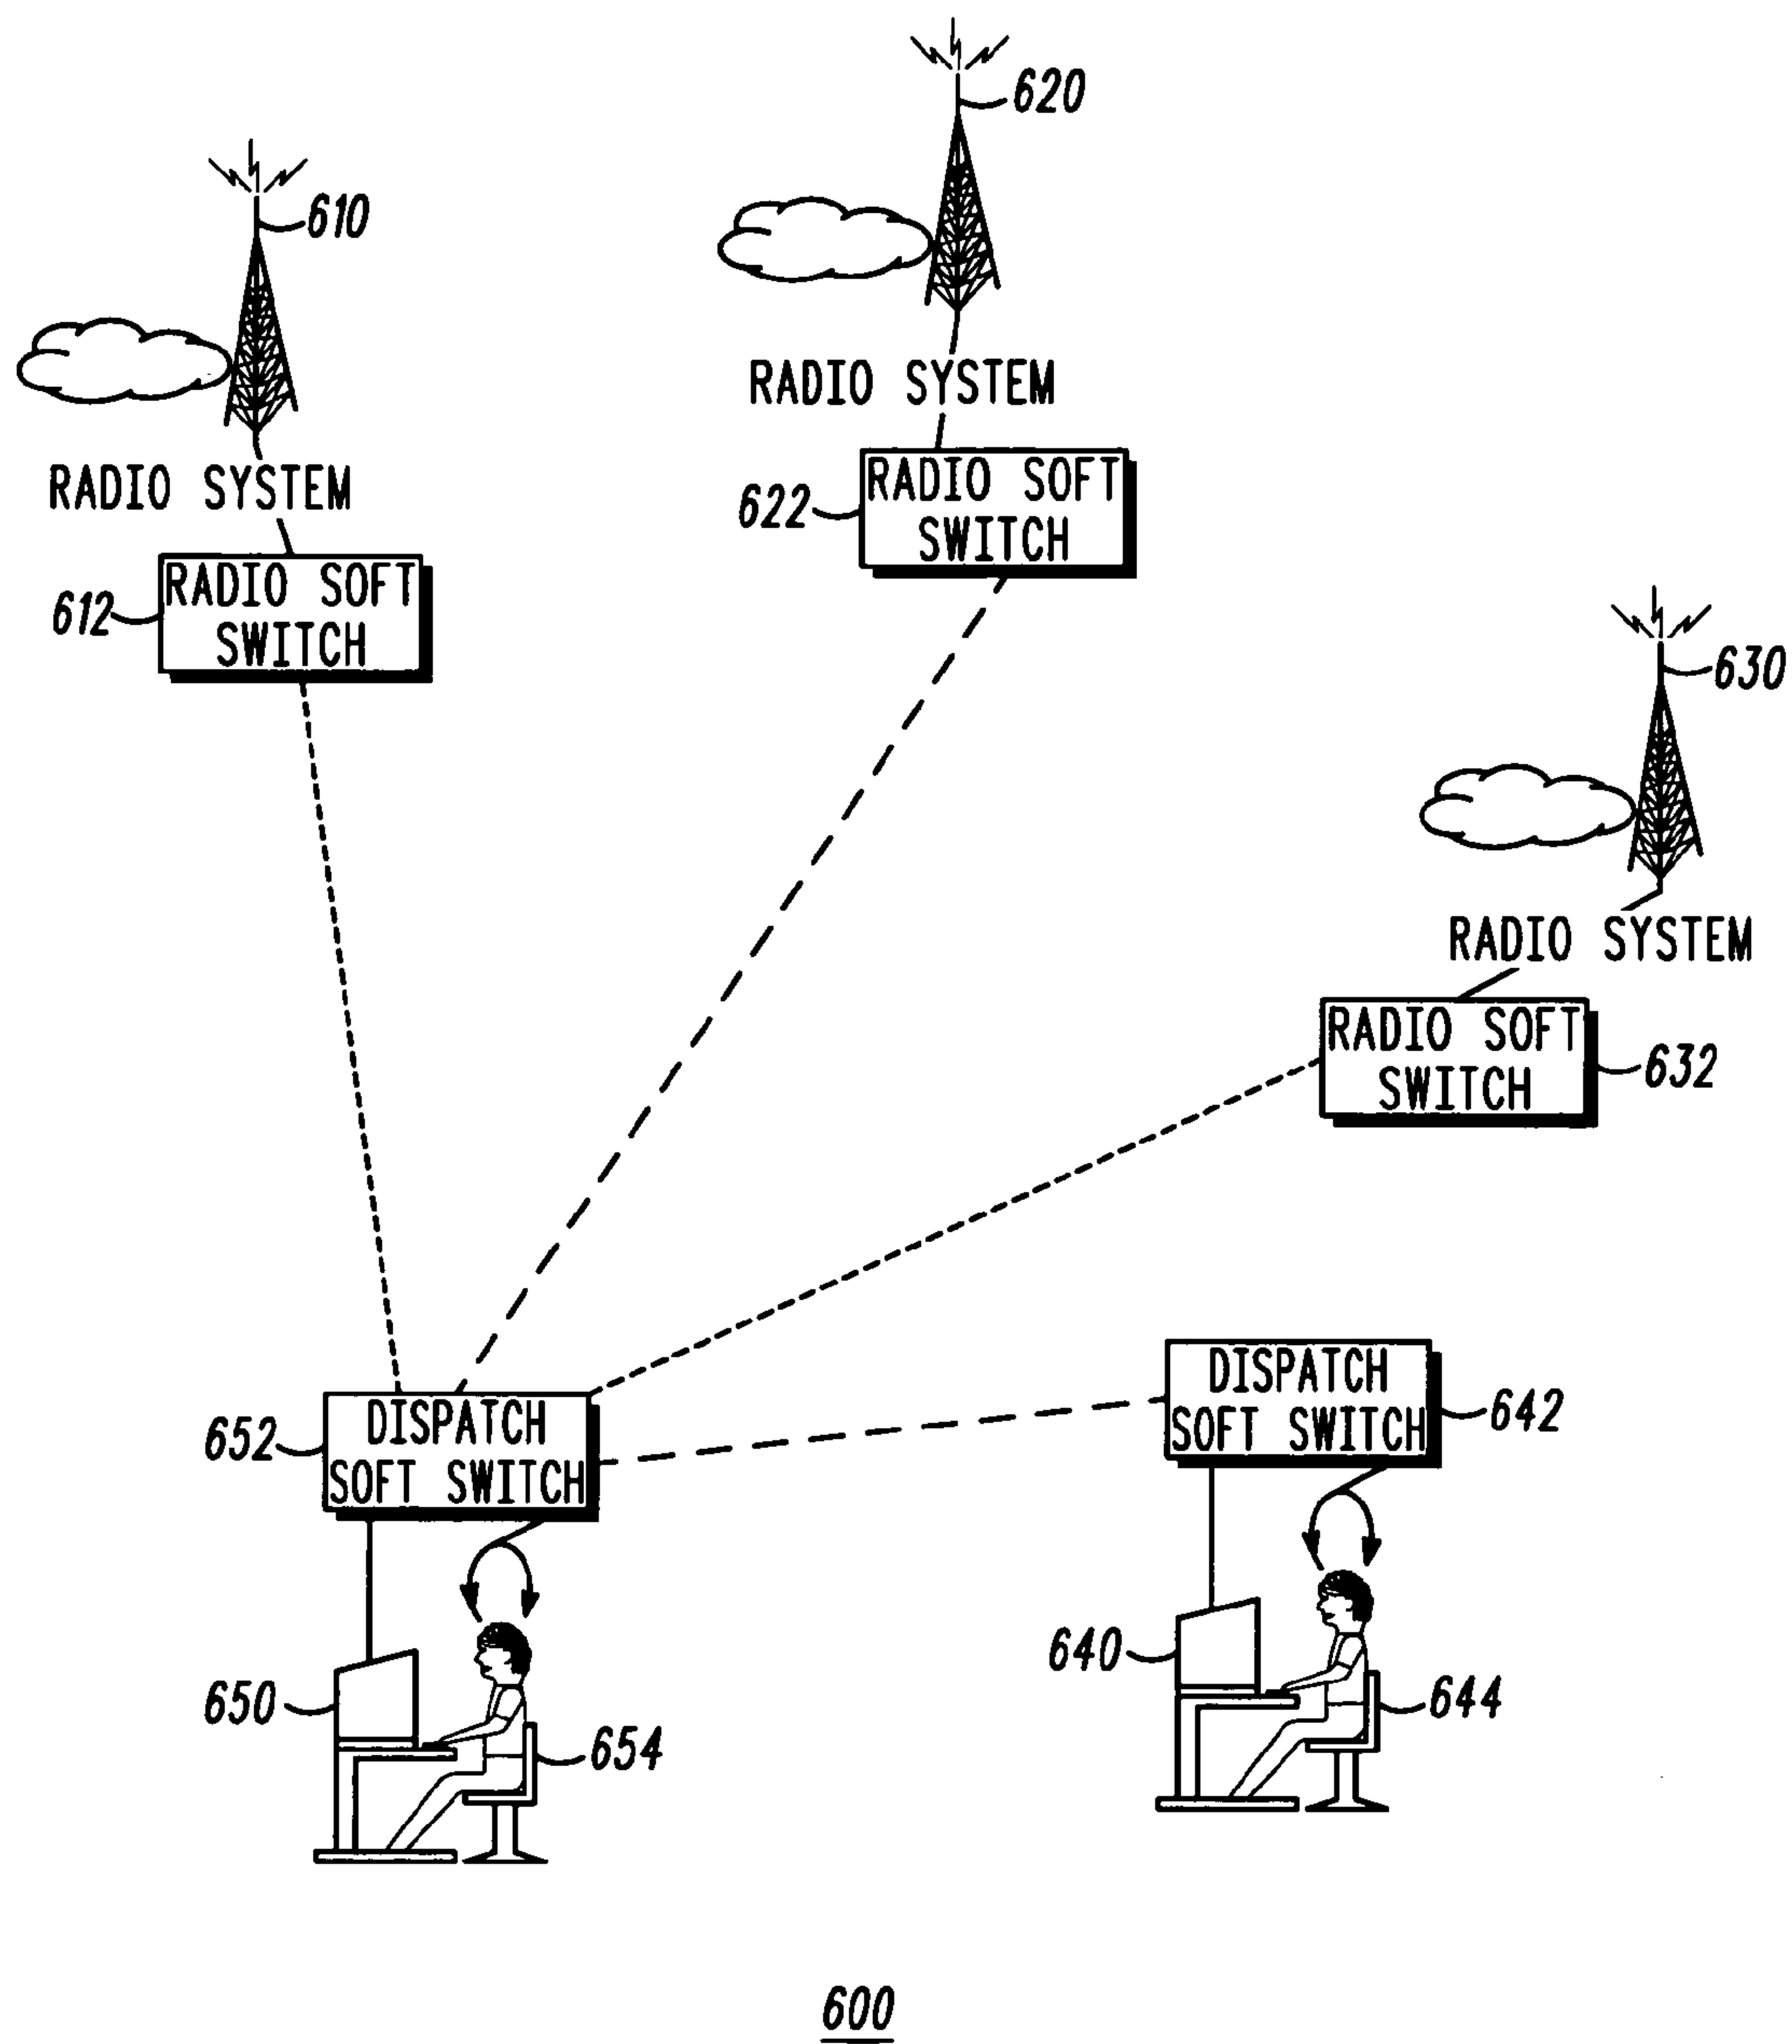 620
610
RADIO SYSTEM
RADIO SYSTEM
622
RADIO SOFT
SWITCH
612
RADIO SOFT
SWITCH
630
RADIO SYSTEM
RADIO SOFT
SWITCH
632
DISPATCH
SOFT SWITCH
642
652
DISPATCH
SOFT SWITCH
640
644
650
654
600